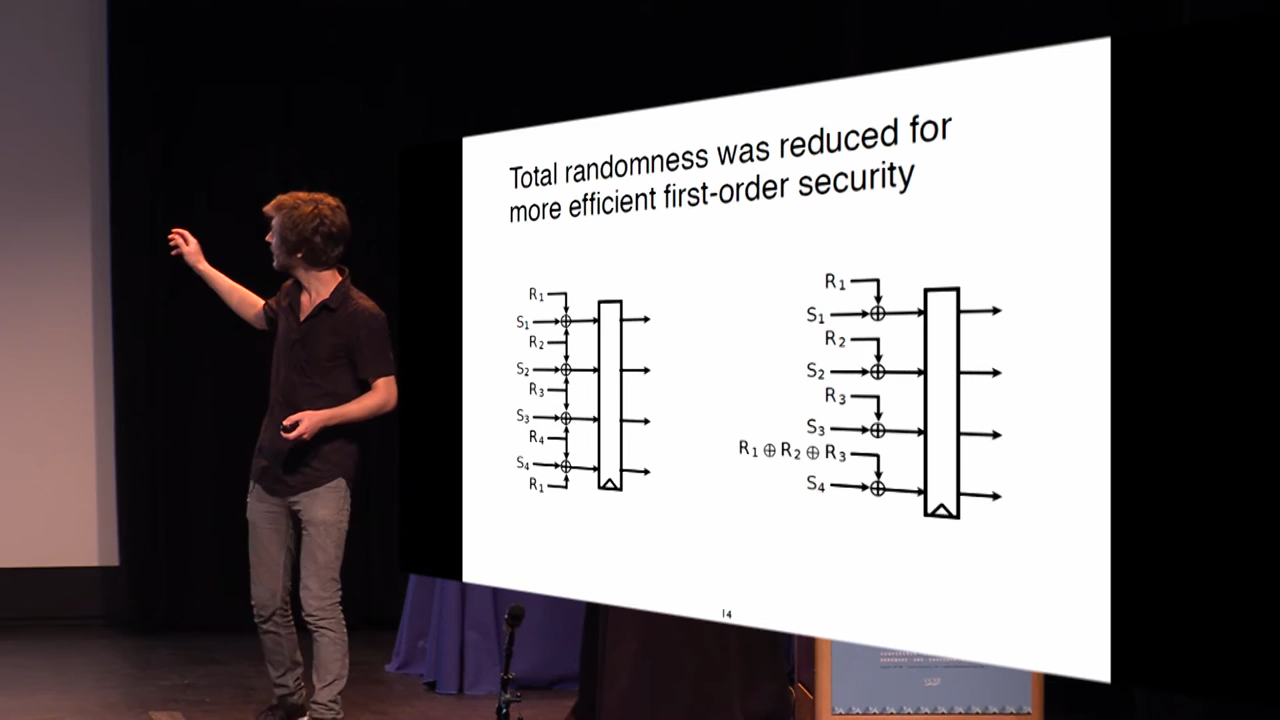 Total randomness was reduced for
more efficient first-order security
R1
S1
R2
S2
R3
S3
R4
S4
R1
R1
S1
R2
S2
R3
S3
R1 ⊕ R2 ⊕ R3
S4
14